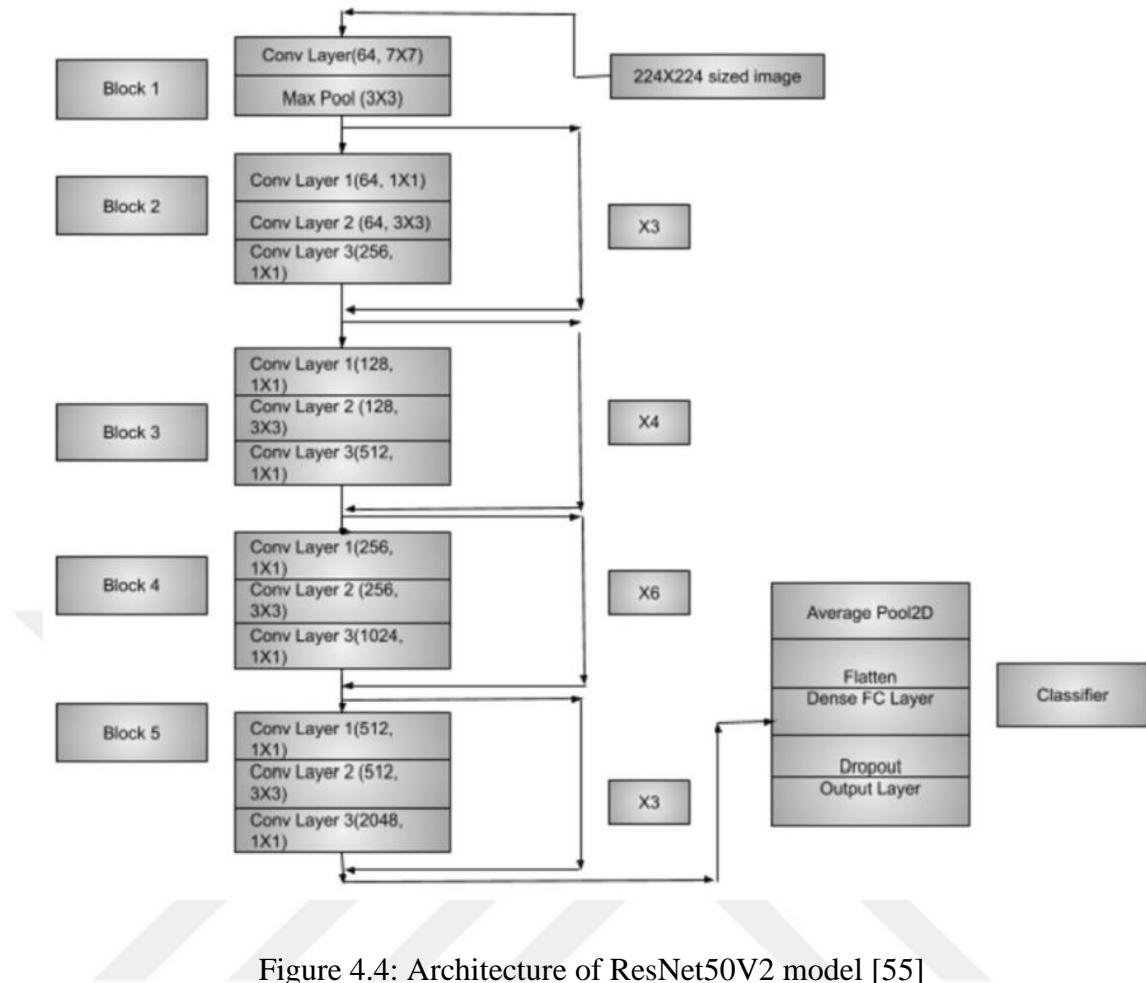 Conv Layer(64, 7X7)
Max Pool (3X3)
Block 1
224X224 sized image
Block 2
Conv Layer 1(64, 1X1)
Conv Layer 2 (64, 3X3)
Conv Layer 3(256,
1X1)
X3
Block 3
Conv Layer 1(128,
1X1)
Conv Layer 2 (128,
3X3)
Conv Layer 3(512,
1X1)
X4
Block 4
Conv Layer 1(256,
1X1)
Conv Layer 2 (256,
3X3)
Conv Layer 3(1024,
1X1)
X6
Block 5
Conv Layer 1(512,
1X1)
Conv Layer 2 (512,
3X3)
Conv Layer 3(2048,
1X1)
X3
Average Pool2D
Flatten
Dense FC Layer
Dropout
Output Layer
Classifier
Figure 4.4: Architecture of ResNet50V2 model [55]